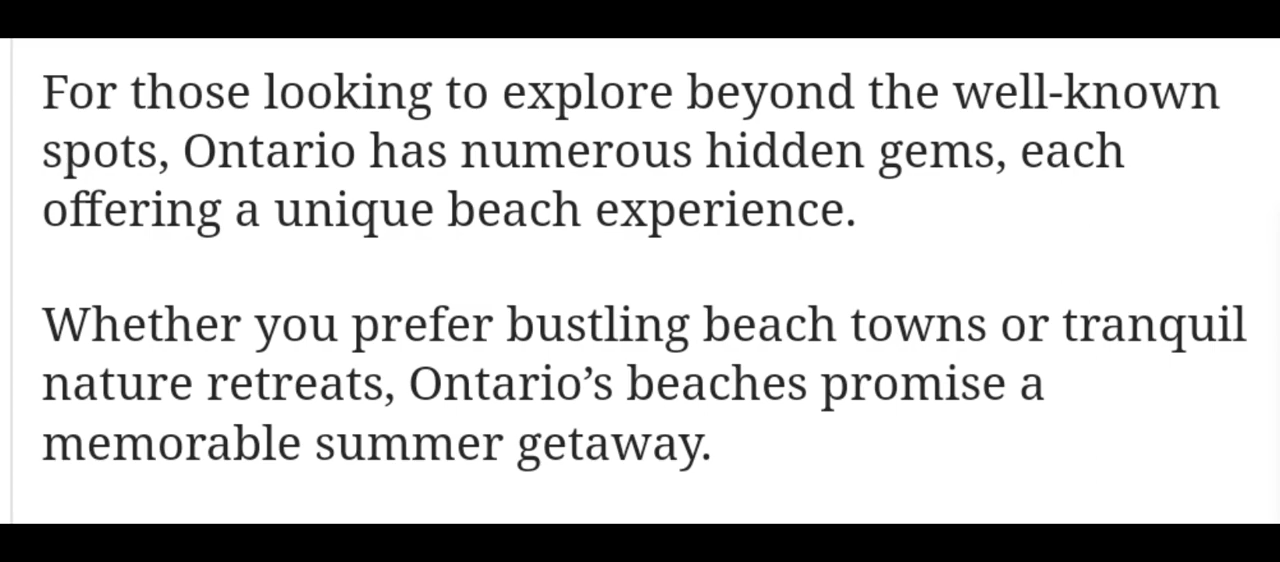 For those looking to explore beyond the well-known
spots, Ontario has numerous hidden gems, each
offering a unique beach experience.
Whether you prefer bustling beach towns or tranquil
nature retreats, Ontario’s beaches promise a
memorable summer getaway.